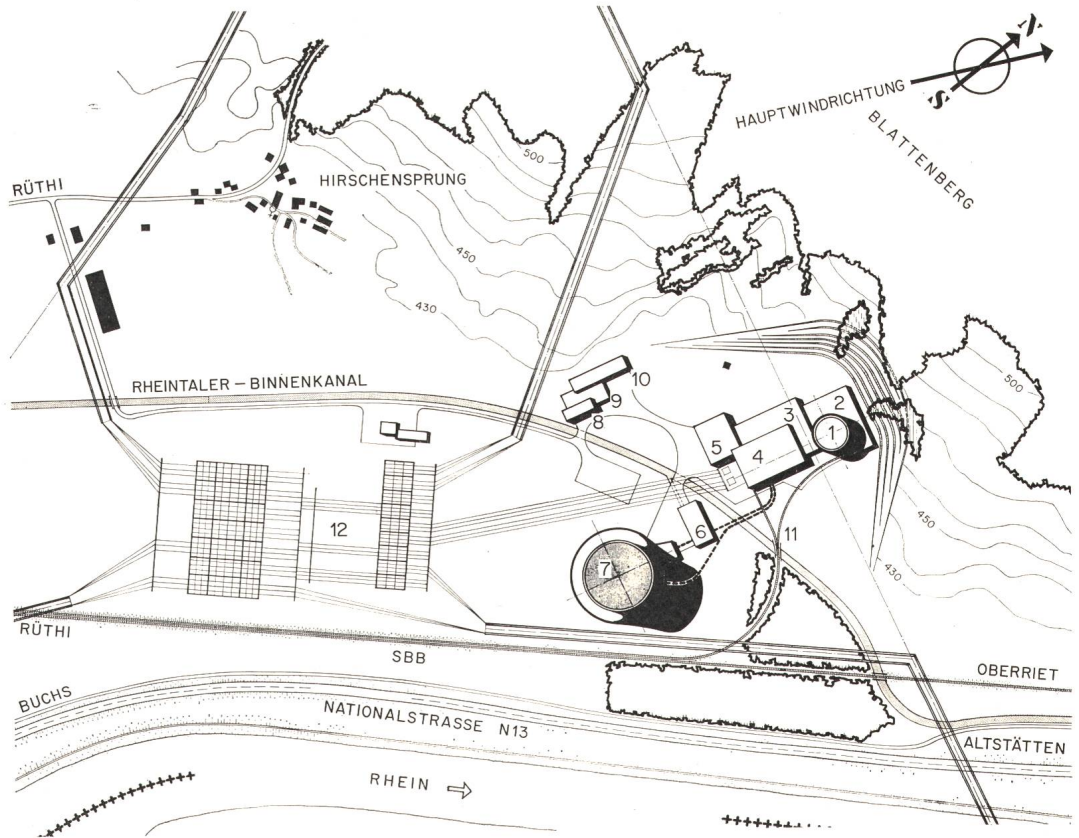 N
S
HAUPTWINDRICHTUNG
BLATTENBERG
500
RÜTHI
HIRSCHENSPRUNG
450
430
500
RHEINTALER – BINNENKANAL
10
9
8
3
2
1
5
4
12
6
11
7
450
430
RÜTHI
SBB
OBERRIET
BUCHS
NATIONALSTRASSE N13
ALTSTÄTTEN
RHEIN